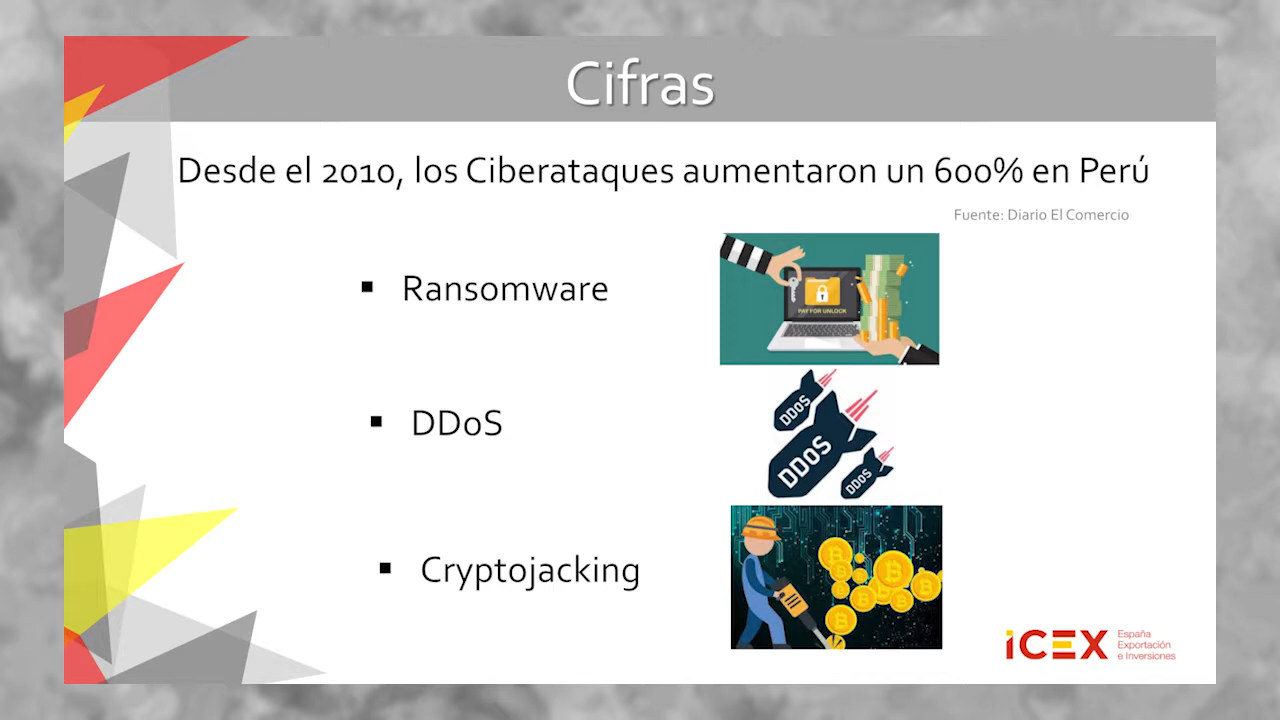 Cifras
Desde el 2010, los Ciberataques aumentaron un 600% en Perú
Fuente: Diario El Comercio
▪ Ransomware
PAY FOR UNLOCK
▪ DDoS
DDoS
DDoS
DDoS
▪ Cryptojacking
icex
España
Exportación
e Inversiones